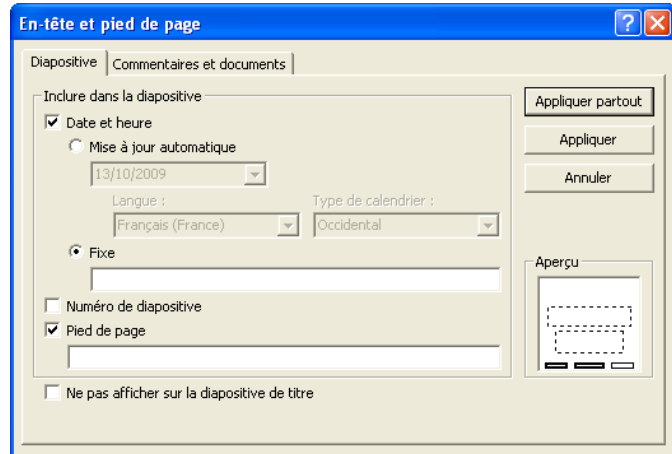 En-tête et pied de page
Diapositive Commentaires et documents
Inclure dans la diapositive
Date et heure
Mise à jour automatique
13/10/2009
Langue : Type de calendrier :
Français (France) Occidental
Fixe
Numéro de diapositive
Pied de page
Ne pas afficher sur la diapositive de titre
Appliquer partout
Appliquer
Annuler
Aperçu